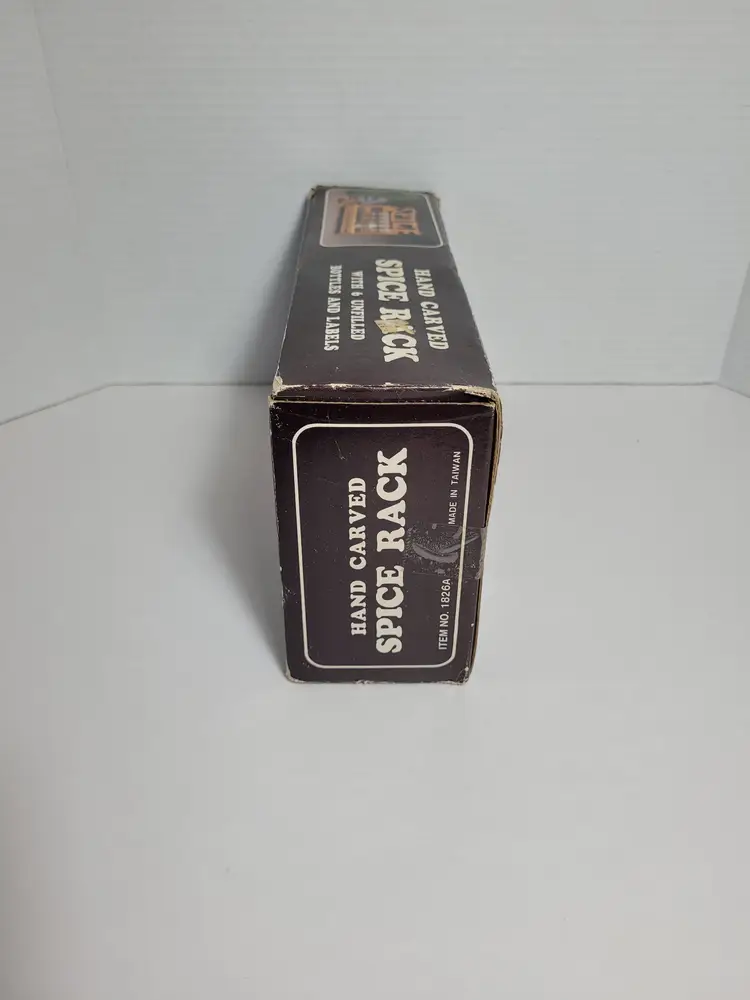 SPICE
HAND CARVED
SPICE RACK
WITH 6 UNFILLED
BOTTLES AND LABELS
HAND CARVED
SPICE RACK
ITEM NO. 1826A
MADE IN TAIWAN